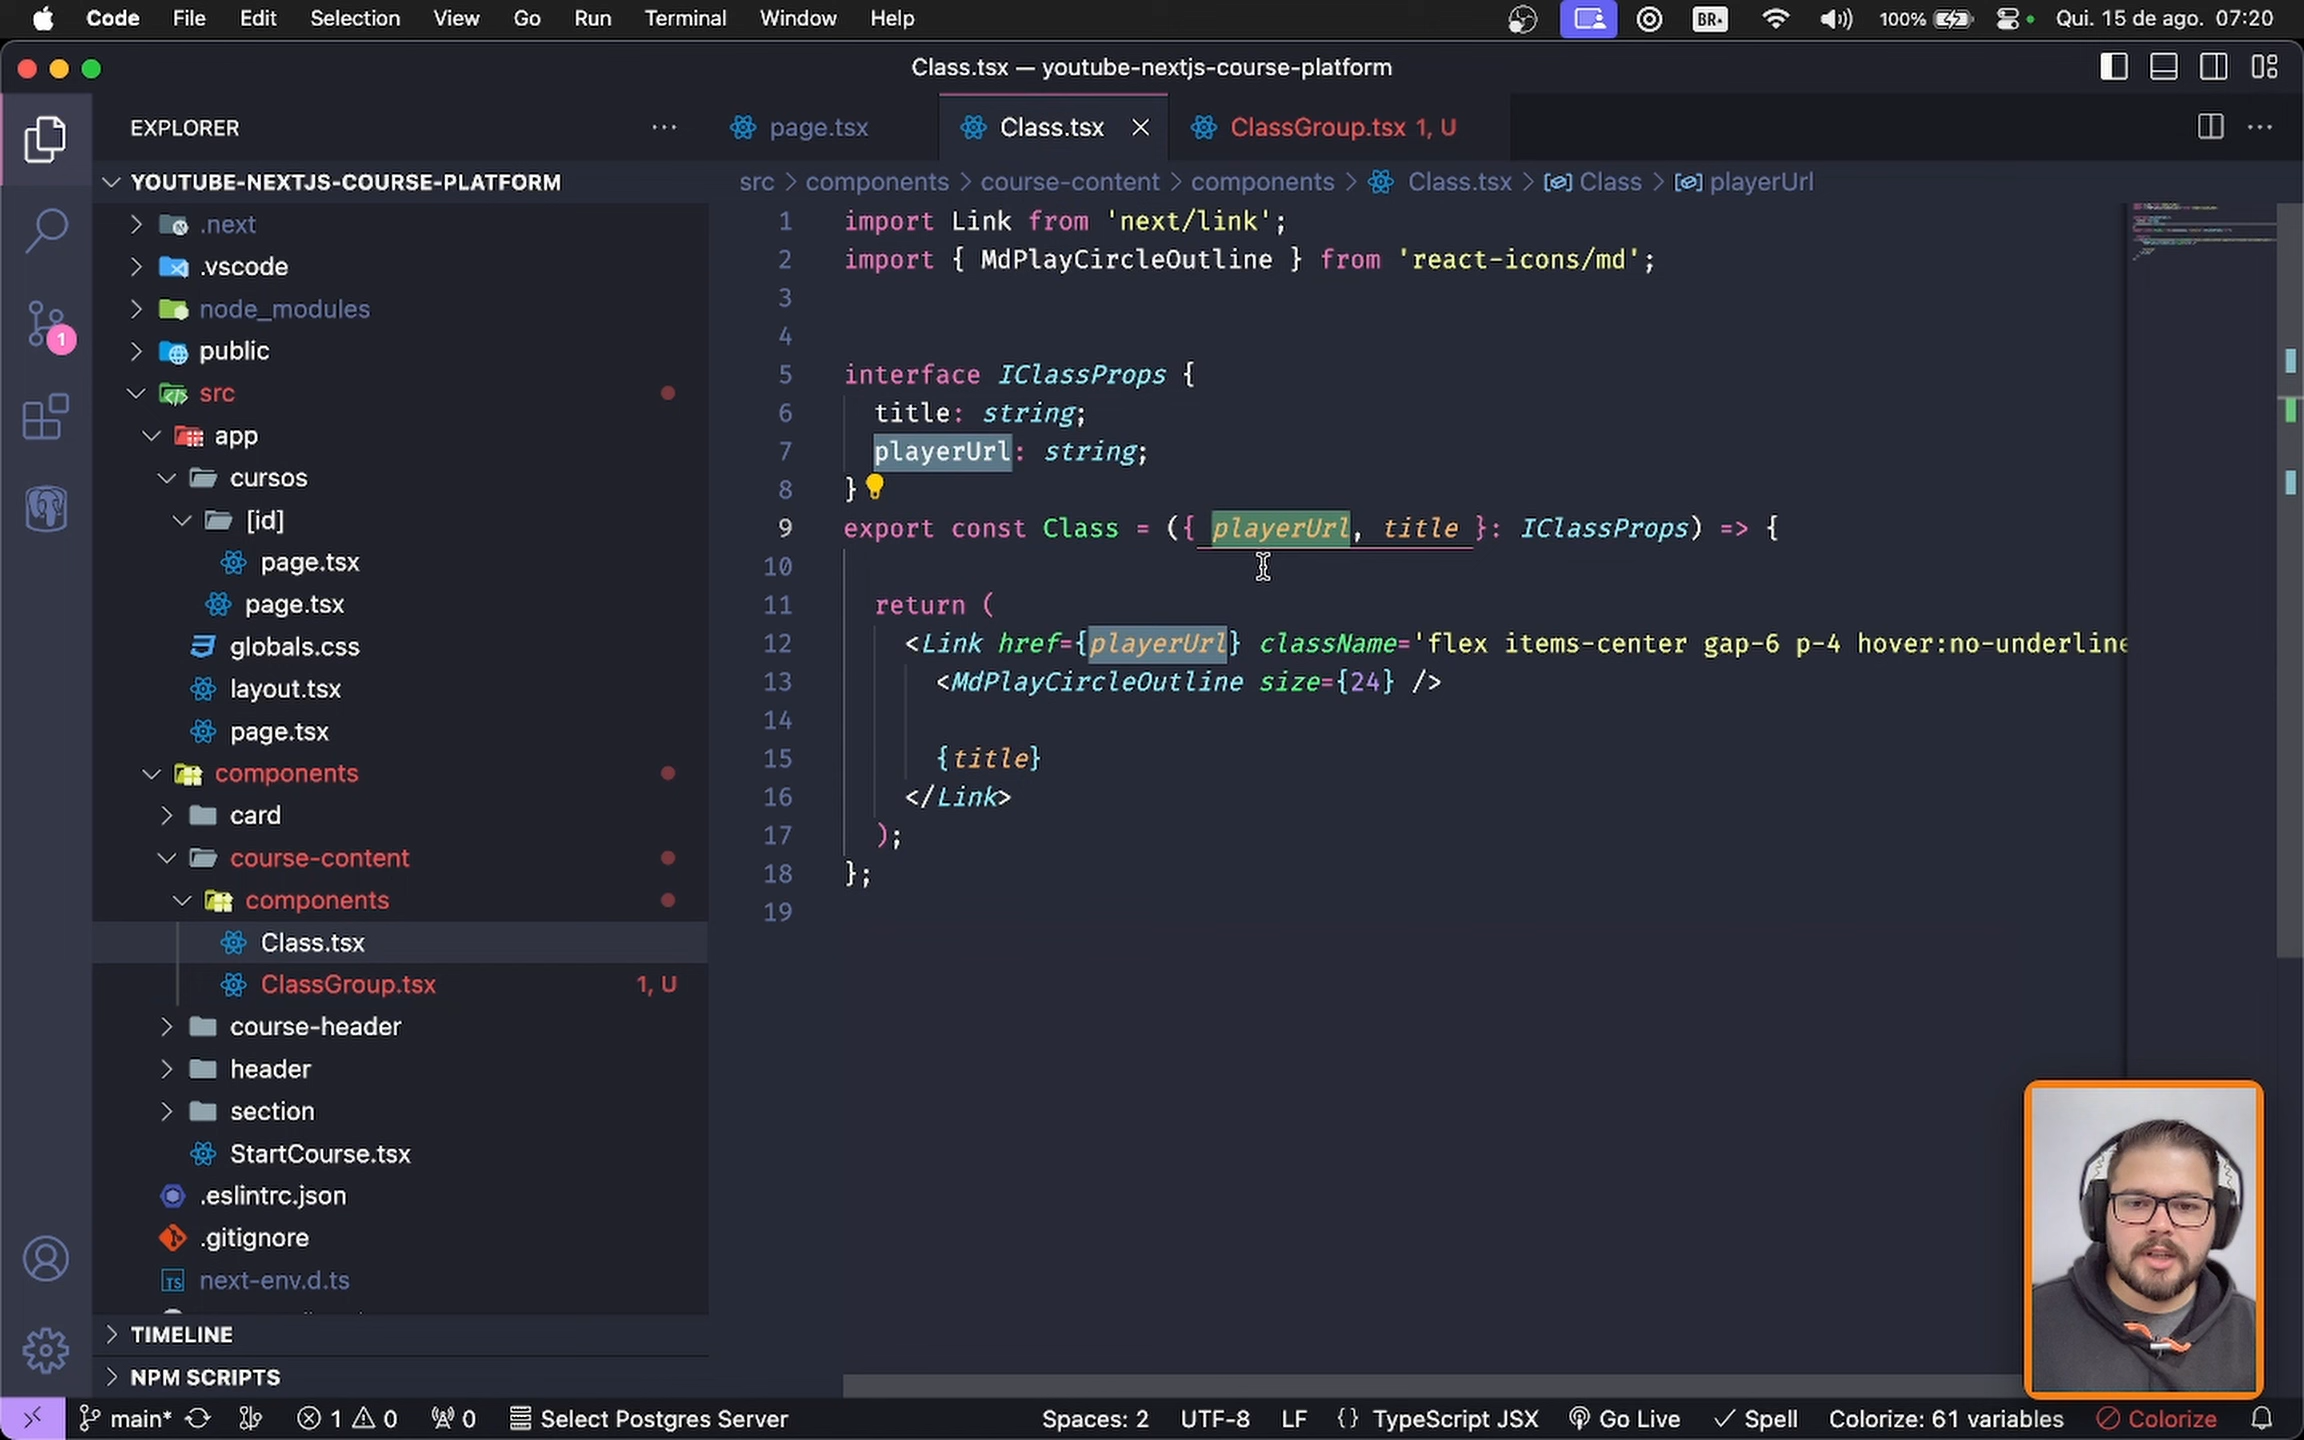 Code File Edit Selection View Go Run Terminal Window Help BR 100% Qui. 15 de ago. 07:20
Class.tsx — youtube-nextjs-course-platform
EXPLORER
page.tsx Class.tsx ClassGroup.tsx 1, U
src > components > course-content > components > Class.tsx > Class > playerUrl
YOUTUBE-NEXTJS-COURSE-PLATFORM
.next
.vscode
node_modules
public
src
app
cursos
[id]
page.tsx
page.tsx
globals.css
layout.tsx
page.tsx
components
card
course-content
components
Class.tsx
ClassGroup.tsx 1, U
course-header
header
section
StartCourse.tsx
.eslintrc.json
.gitignore
TS next-env.d.ts
TIMELINE
NPM SCRIPTS
1 import Link from 'next/link';
2 import { MdPlayCircleOutline } from 'react-icons/md';
3
4
5 interface IClassProps {
6 title: string;
7 playerUrl: string;
8 }
9 export const Class = ({ playerUrl, title }: IClassProps) => {
10
11 return (
12 <Link href={playerUrl} className='flex items-center gap-6 p-4 hover:no-underline
13 <MdPlayCircleOutline size={24} />
14
15 {title}
16 </Link>
17 );
18 };
19
1
main* 1 0 0 Select Postgres Server Spaces: 2 UTF-8 LF {} TypeScript JSX Go Live Spell Colorize: 61 variables Colorize